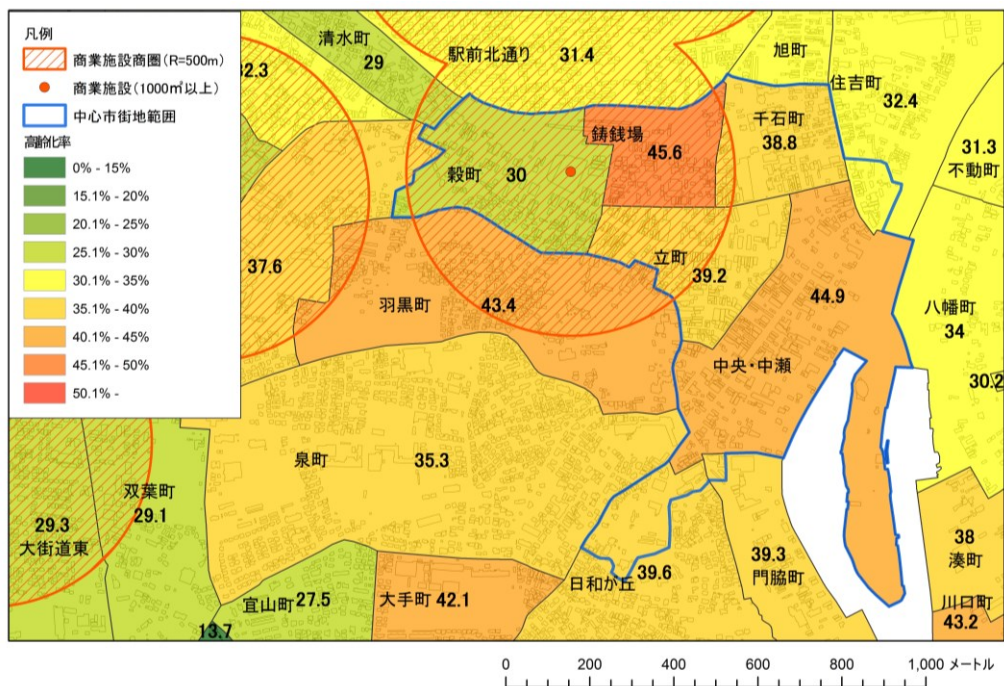 凡例
商業施設商圏(R=500m)
商業施設(1000㎡以上)
中心市街地範囲
高齢化率
0% - 15%
15.1% - 20%
20.1% - 25%
25.1% - 30%
30.1% - 35%
35.1% - 40%
40.1% - 45%
45.1% - 50%
50.1% -
清水町
29
駅前北通り
31.4
旭町
住吉町
32.4
32.3
鋳銭場
45.6
千石町
38.8
31.3
不動町
穀町
30
37.6
羽黒町
43.4
立町
39.2
44.9
八幡町
34
中央・中瀬
30.2
泉町
35.3
双葉町
29.1
29.3
大街道東
宜山町
27.5
13.7
大手町
42.1
日和が丘
39.6
39.3
門脇町
38
湊町
川口町
43.2
0
200
400
600
800
1,000 メートル